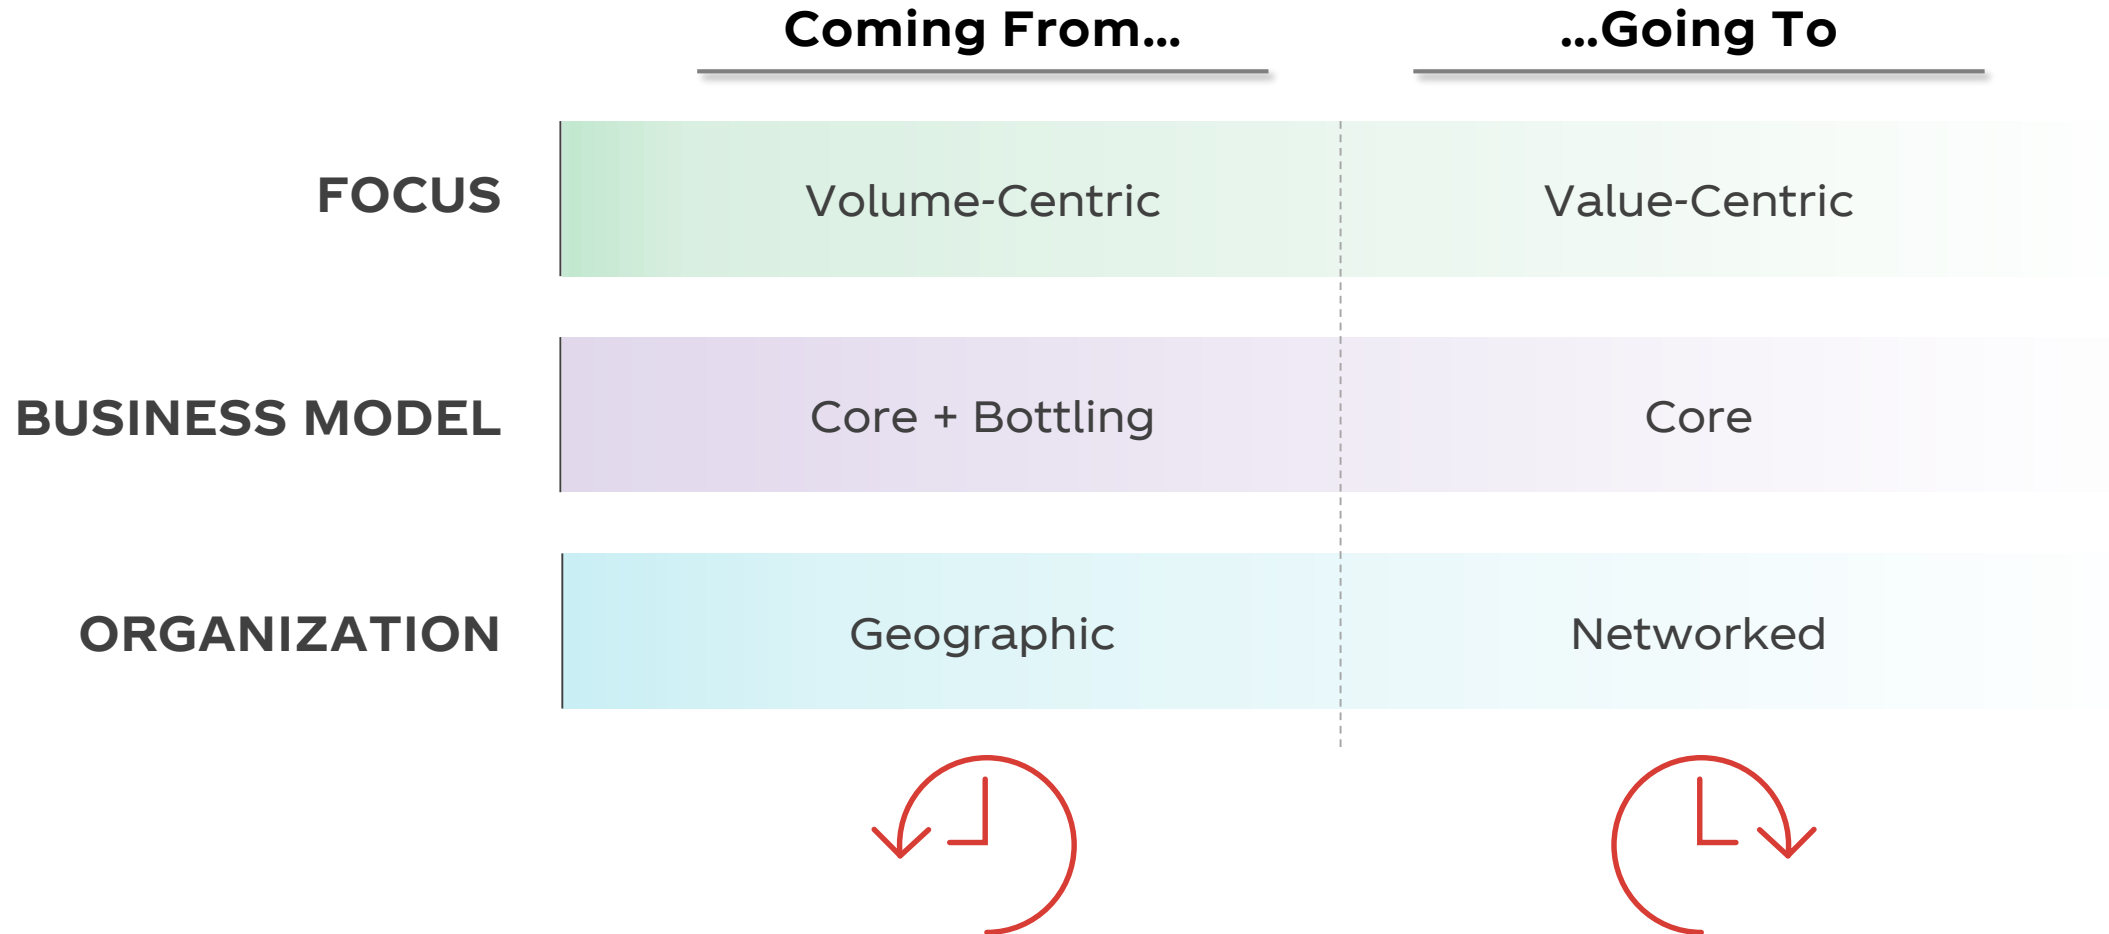 Coming From...
...Going To
FOCUS
Volume-Centric
Value-Centric
BUSINESS MODEL
Core + Bottling
Core
ORGANIZATION
Geographic
Networked